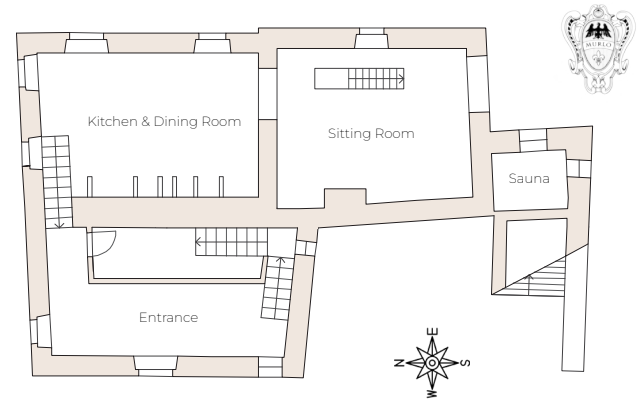 MURLO
Kitchen & Dining Room
Sitting Room
Sauna
Entrance
E
N
S
W